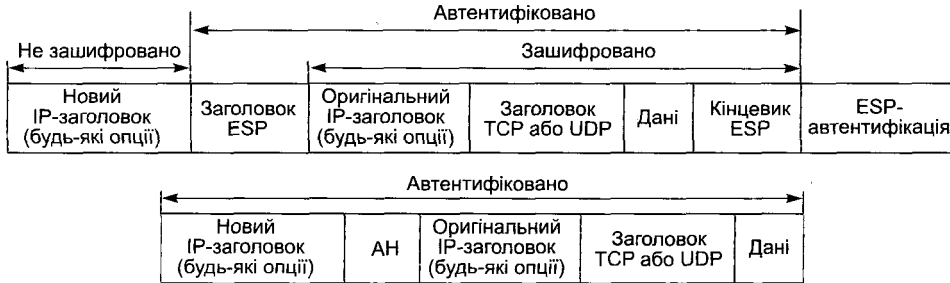 Автентифіковано
Не зашифровано
Зашифровано
Новий
IP-заголовок
(будь-які опції)
Заголовок
ESP
Оригінальний
IP-заголовок
(будь-які опції)
Заголовок
TCP або UDP
Дані
Кінцевик
ESP
ESP-
автентифікація
Автентифіковано
Новий
IP-заголовок
(будь-які опції)
АН
Оригінальний
IP-заголовок
(будь-які опції)
Заголовок
TCP або UDP
Дані